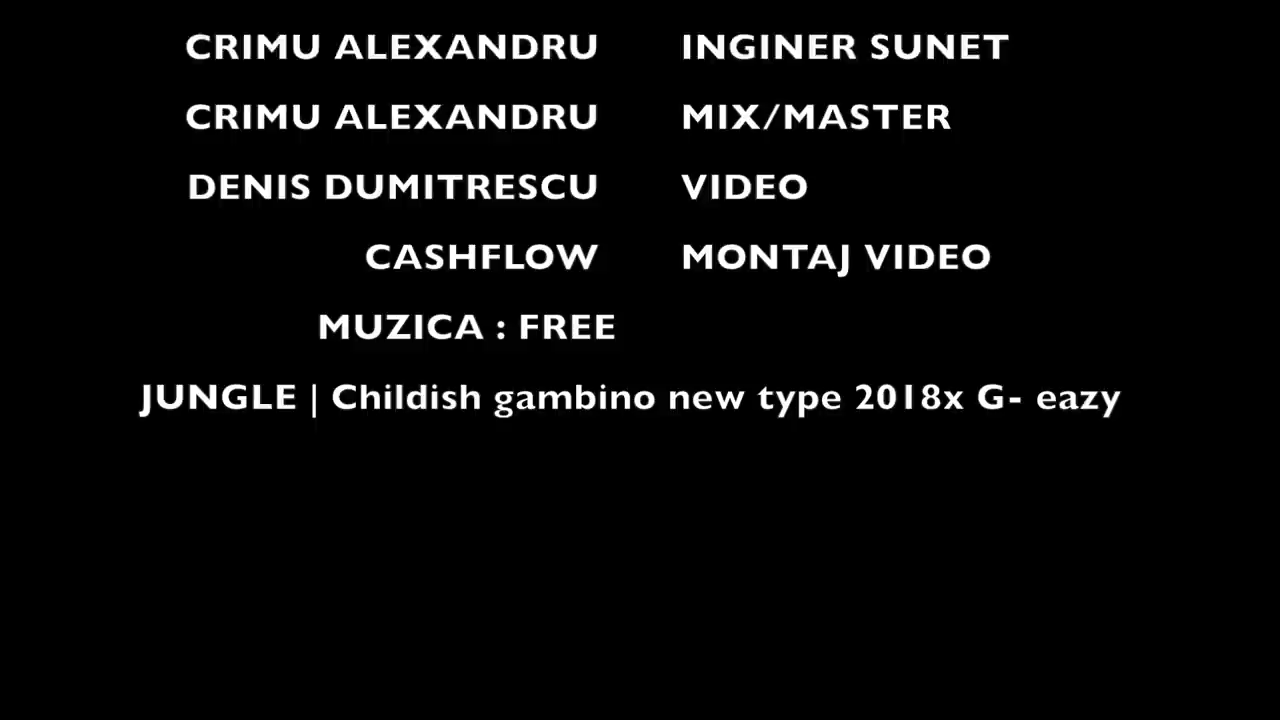 CRIMU ALEXANDRU INGINER SUNET
CRIMU ALEXANDRU MIX/MASTER
DENIS DUMITRESCU VIDEO
CASHFLOW MONTAJ VIDEO
MUZICA : FREE
JUNGLE | Childish gambino new type 2018x G- eazy